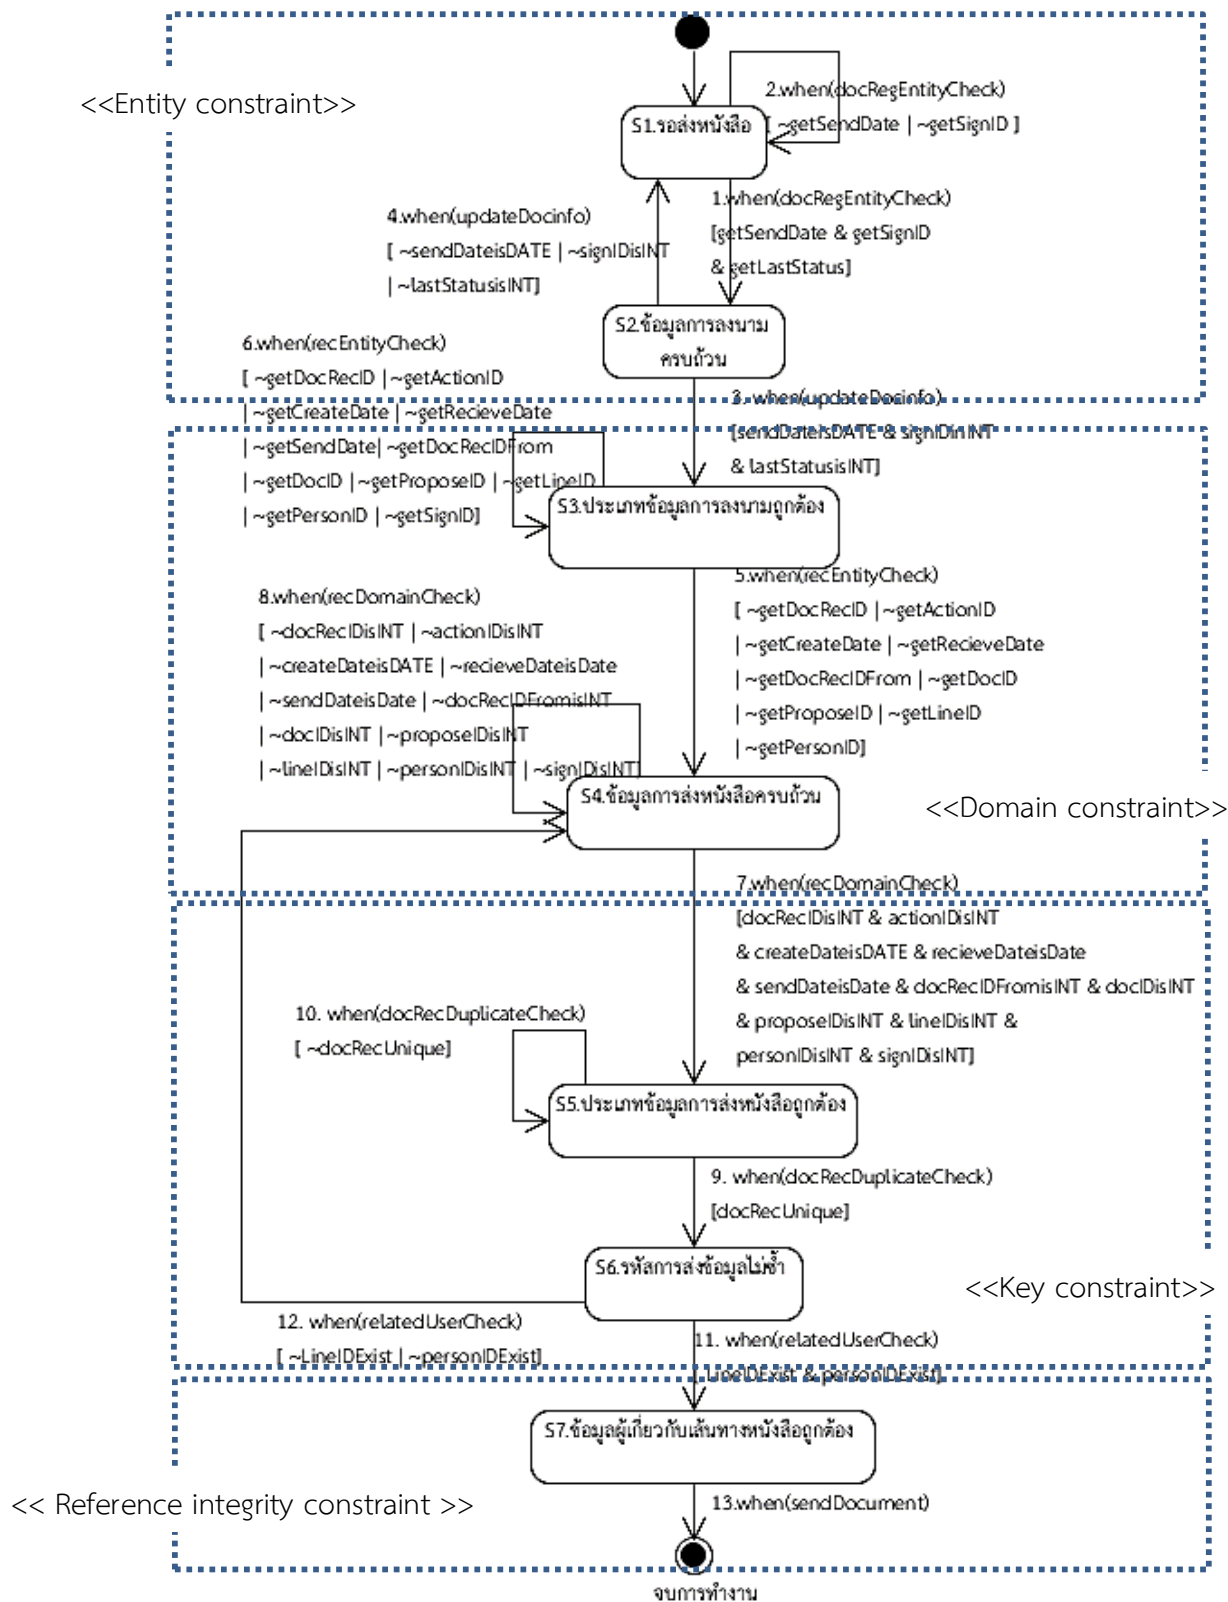 <<Entity constraint>>
2.when(docRegEntityCheck)
[ ~getSendDate | ~getSignID ]
S1.รอส่งหนังสือ
4.when(updateDocinfo)
[ ~sendDateisDATE | ~signIDisINT
| ~lastStatusisINT]
1.when(docRegEntityCheck)
[getSendDate & getSignID
& getLastStatus]
S2.ข้อมูลการลงนาม
ครบถ้วน
6.when(recEntityCheck)
[ ~getDocRecID | ~getActionID
| ~getCreateDate | ~getRecieveDate
| ~getSendDate| ~getDocRecIDFrom
| ~getDocID | ~getProposeID | ~getLineID
| ~getPersonID | ~getSignID]
3. when(updateDocinfo)
[sendDateisDATE & signIDinINT
& lastStatusisINT]
S3.ประเภทข้อมูลการลงนามถูกต้อง
8.when(recDomainCheck)
[ ~docRecIDisINT | ~actionIDisINT
| ~createDateisDATE | ~recieveDateisDate
| ~sendDateisDate | ~docRecIDFromisINT
| ~docIDisINT | ~proposeIDisINT
| ~lineIDisINT | ~personIDisINT | ~signIDisINT]
5.when(recEntityCheck)
[ ~getDocRecID | ~getActionID
| ~getCreateDate | ~getRecieveDate
| ~getDocRecIDFrom | ~getDocID
| ~getProposeID | ~getLineID
| ~getPersonID]
S4.ข้อมูลการส่งหนังสือครบถ้วน
<<Domain constraint>>
7.when(recDomainCheck)
[docRecIDisINT & actionIDisINT
& createDateisDATE & recieveDateisDate
& sendDateisDate & docRecIDFromisINT & docIDisINT
& proposeIDisINT & lineIDisINT &
personIDisINT & signIDisINT]
10. when(docRecDuplicateCheck)
[ ~docRecUnique]
S5.ประเภทข้อมูลการส่งหนังสือถูกต้อง
9. when(docRecDuplicateCheck)
[docRecUnique]
S6.รหัสการส่งข้อมูลไม่ซ้ำ
<<Key constraint>>
12. when(relatedUserCheck)
[ ~LineIDExist | ~personIDExist]
11. when(relatedUserCheck)
[ LineIDExist & personIDExist]
S7.ข้อมูลผู้เกี่ยวกับเส้นทางหนังสือถูกต้อง
<< Reference integrity constraint >>
13.when(sendDocument)
จบการทำงาน